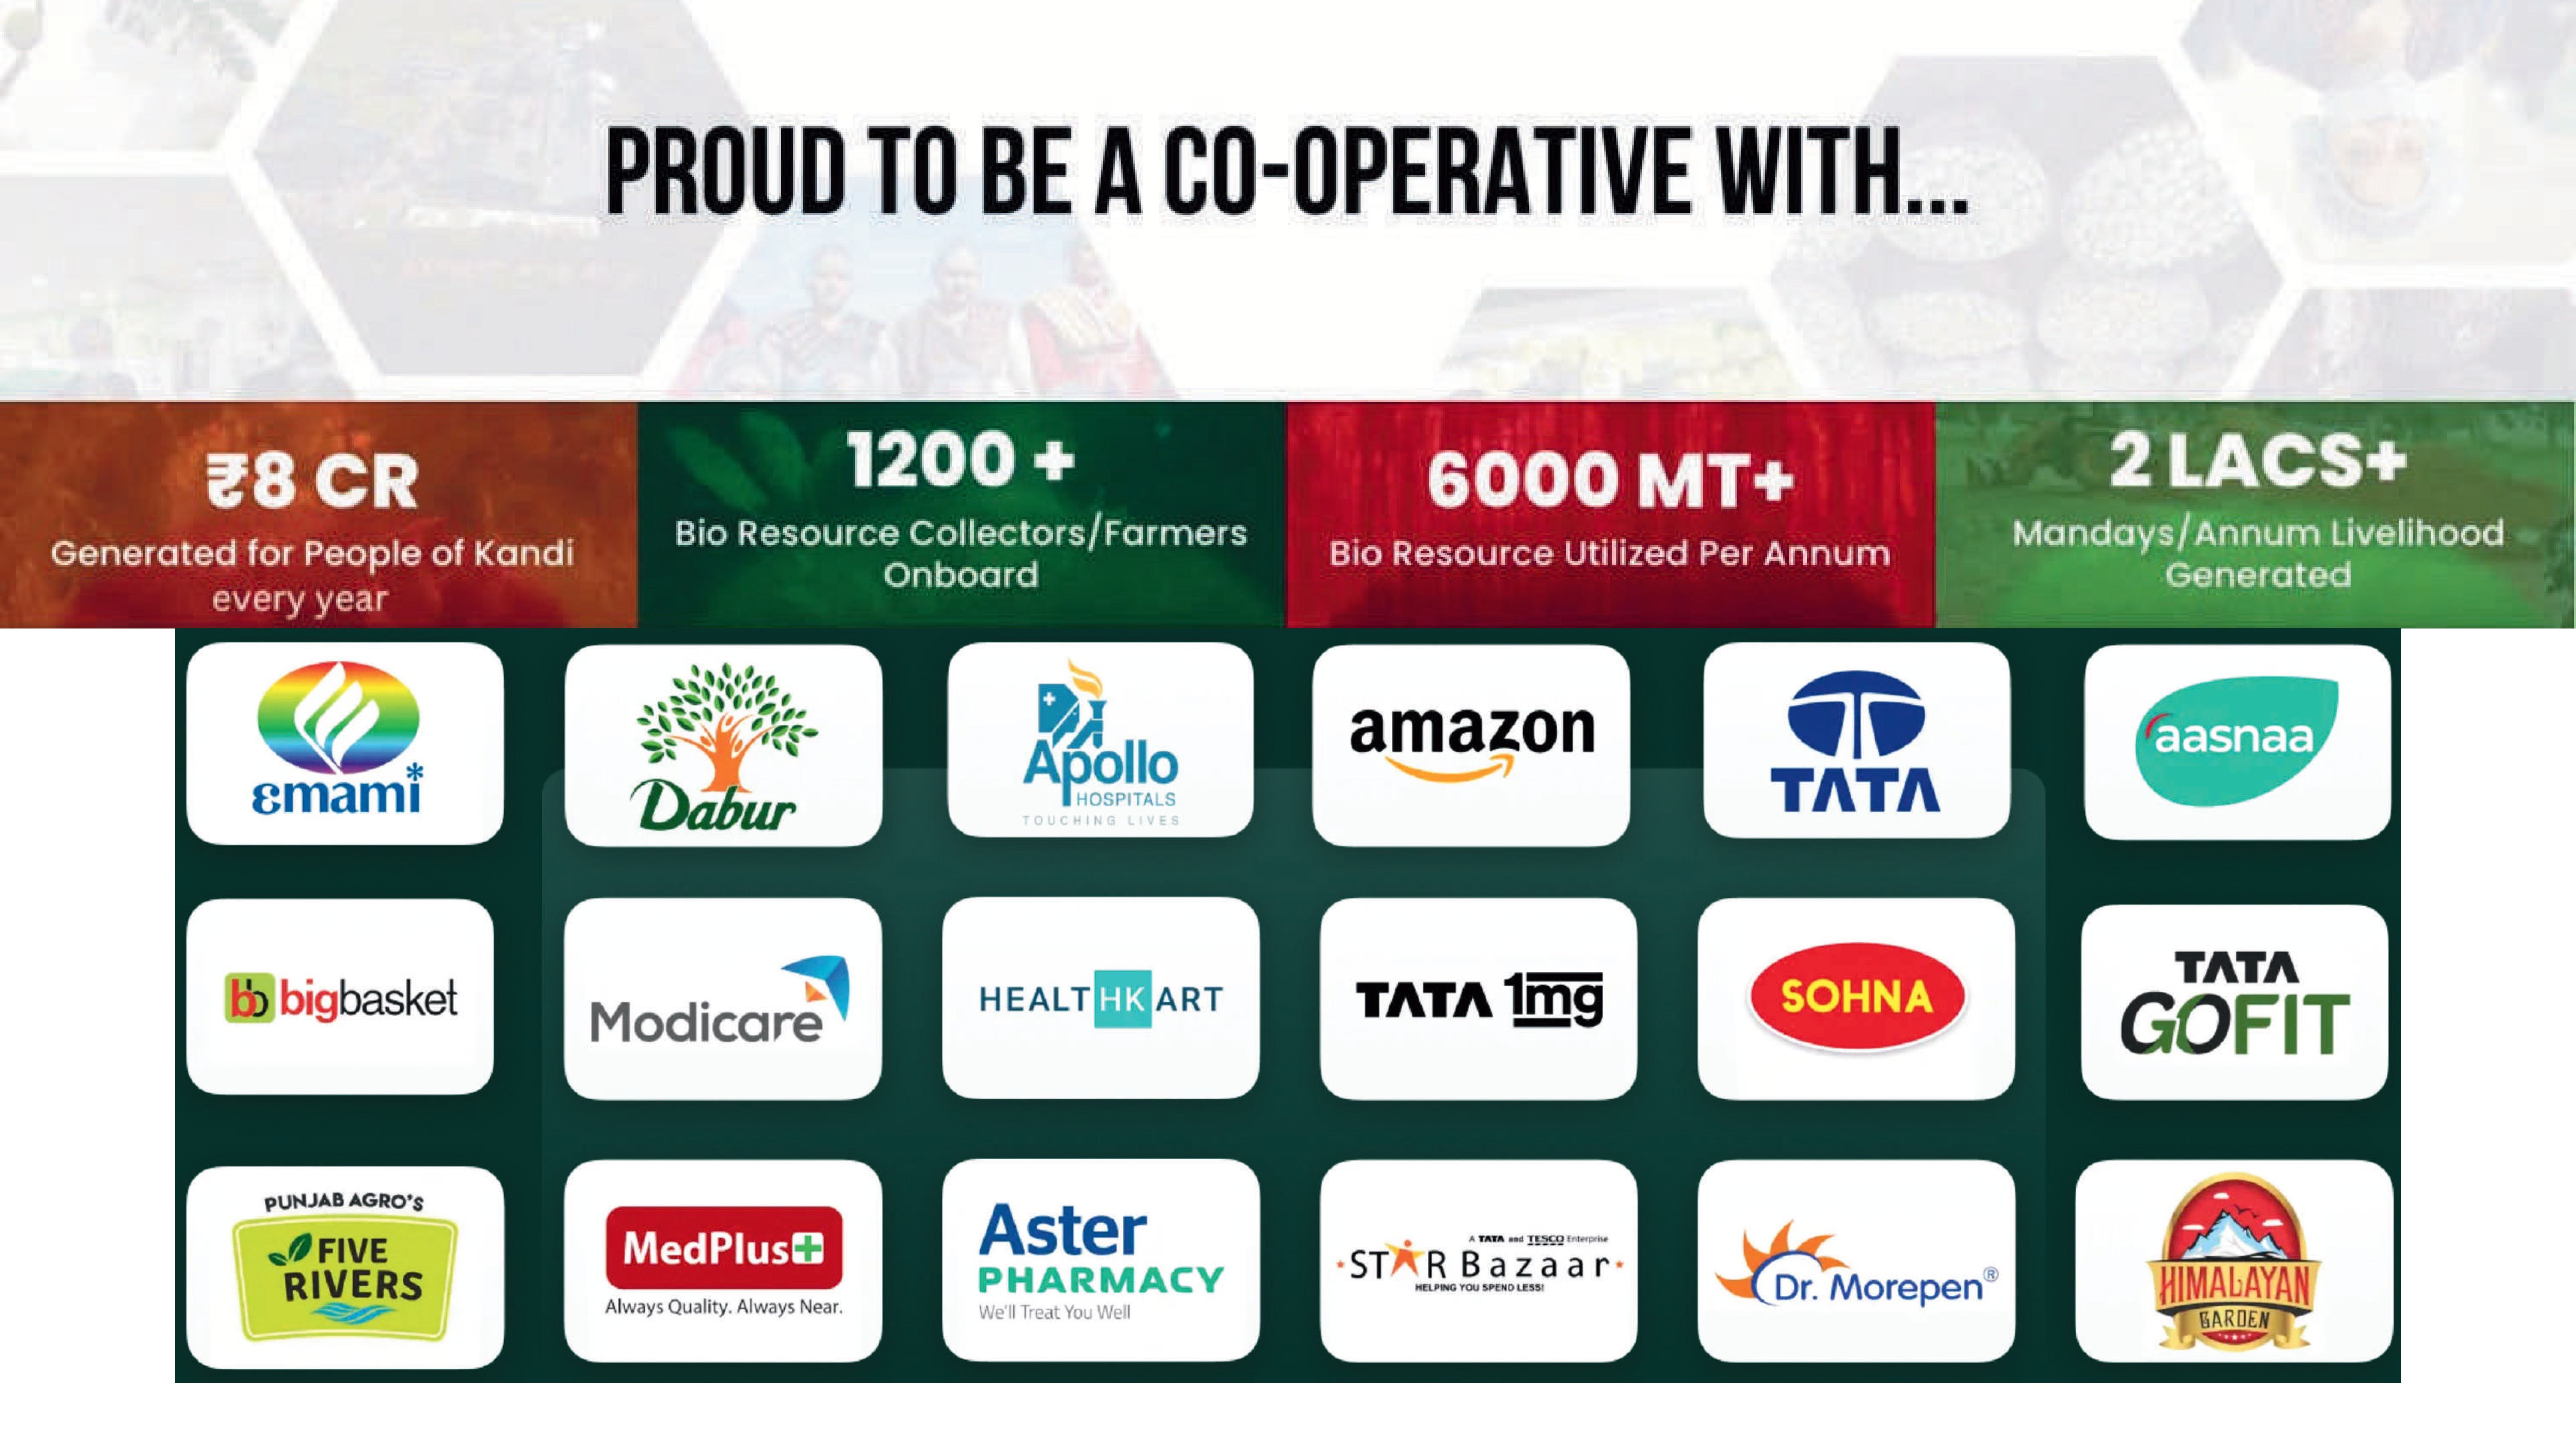 PROUD TO BE A CO-OPERATIVE WITH...
₹8 CR
Generated for People of Kandi
every year
1200 +
Bio Resource Collectors/Farmers
Onboard
6000 MT+
Bio Resource Utilized Per Annum
2 LACS+
Mandays/Annum Livelihood
Generated
emami*
Dabur
Apollo
HOSPITALS
TOUCHING LIVES
amazon
TATA
aasnaa
bb bigbasket
Modicare
HEALTHKART
TATA 1mg
SOHNA
TATA
GOFIT
PUNJAB AGRO'S
FIVE
RIVERS
MedPlus+
Always Quality. Always Near.
Aster
PHARMACY
We'll Treat You Well
A TATA and TESCO Enterprise
STAR Bazaar
HELPING YOU SPEND LESS!
Dr. Morepen®
HIMALAYAN
GARDEN